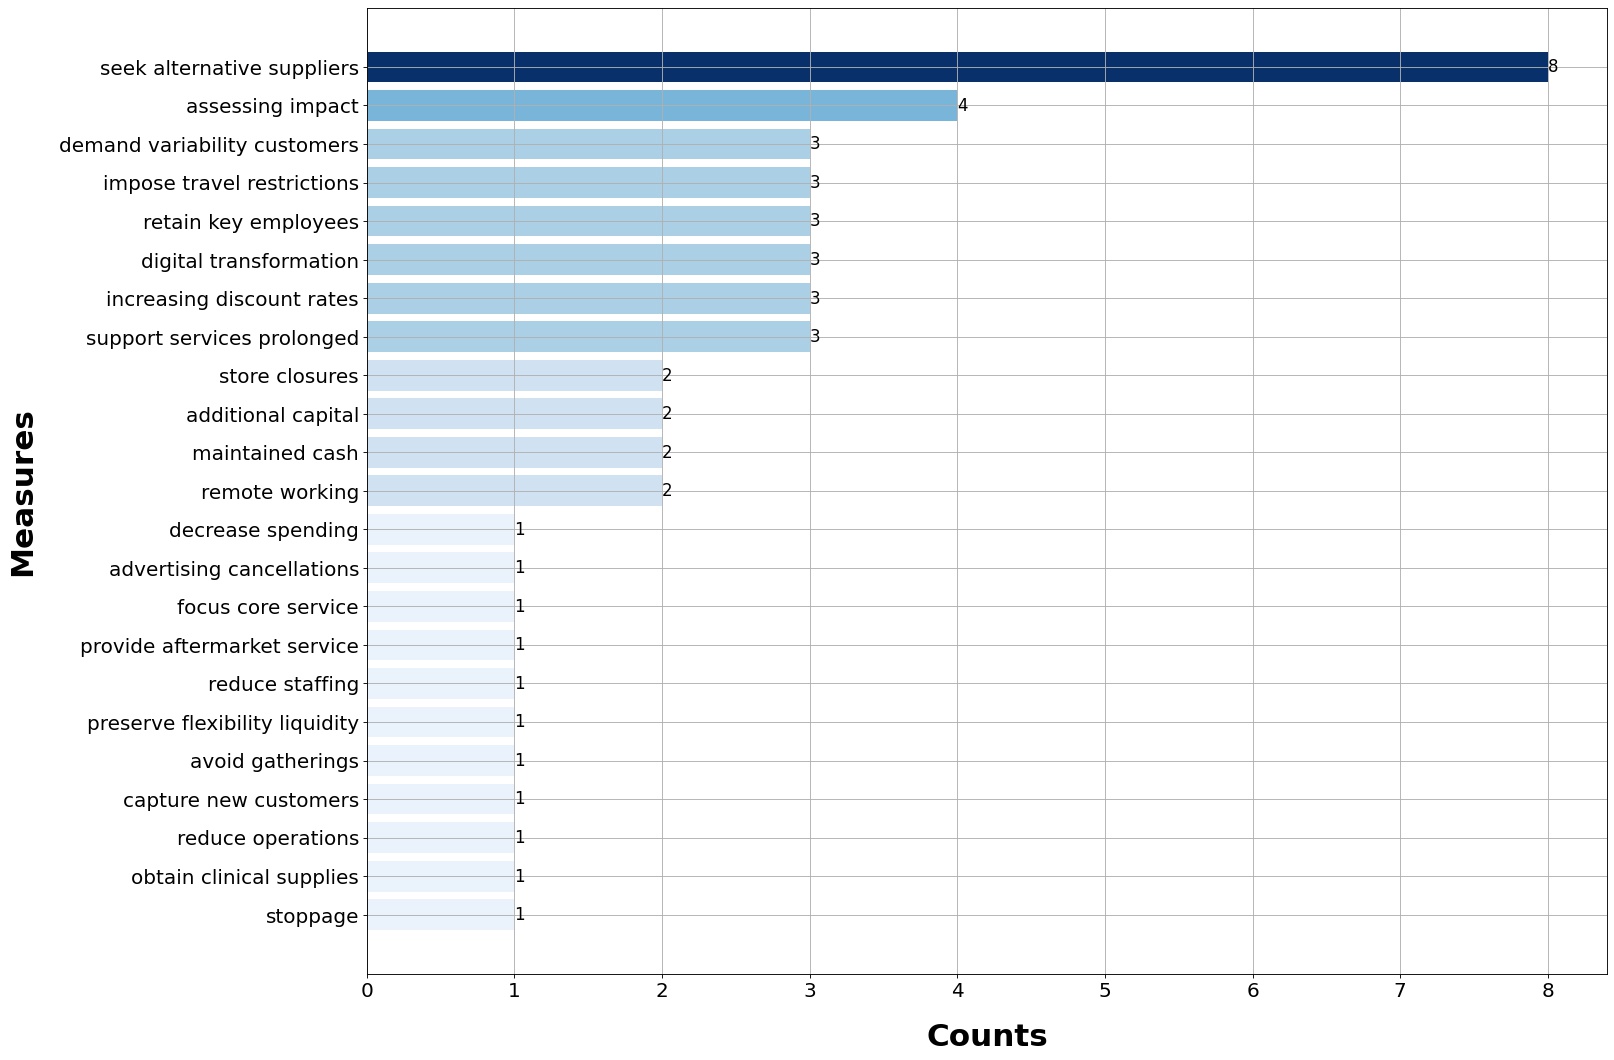 Measures
seek alternative suppliers 8
assessing impact 4
demand variability customers 3
impose travel restrictions 3
retain key employees 3
digital transformation 3
increasing discount rates 3
support services prolonged 3
store closures 2
additional capital 2
maintained cash 2
remote working 2
decrease spending 1
advertising cancellations 1
focus core service 1
provide aftermarket service 1
reduce staffing 1
preserve flexibility liquidity 1
avoid gatherings 1
capture new customers 1
reduce operations 1
obtain clinical supplies 1
stoppage 1
0 1 2 3 4 5 6 7 8
Counts